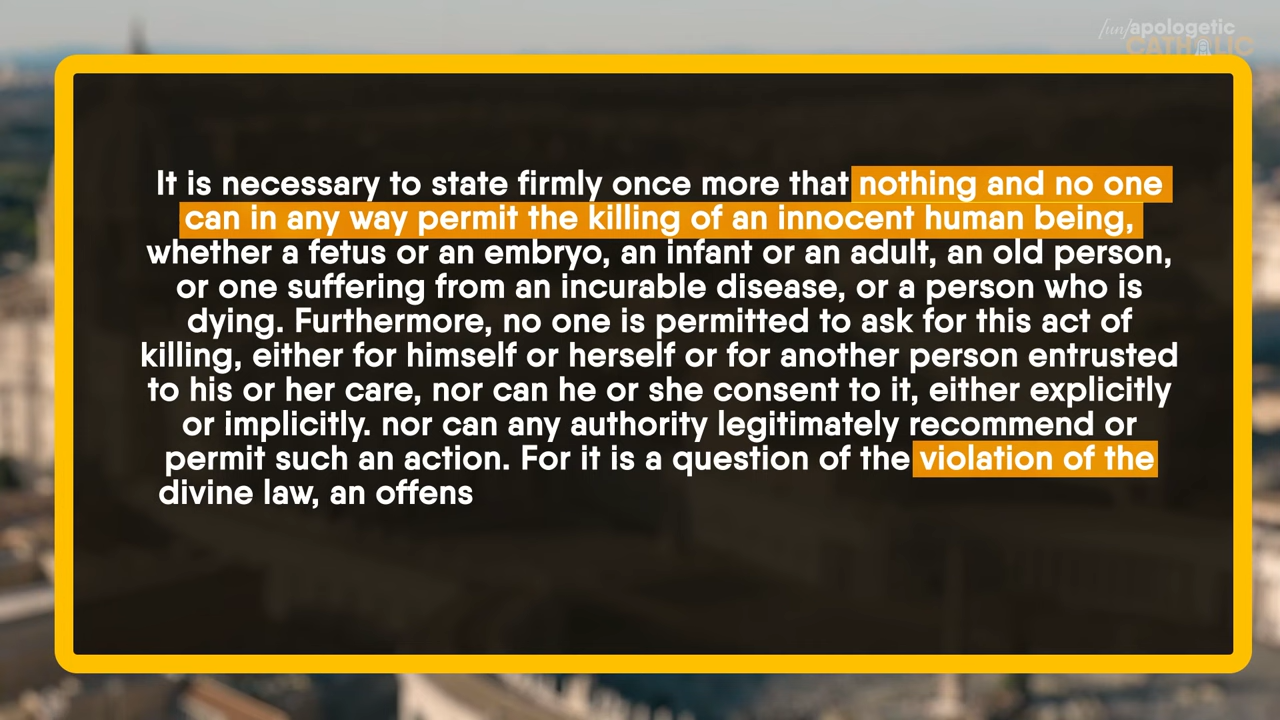 (un)apologetic
CATHOLIC
It is necessary to state firmly once more that nothing and no one
can in any way permit the killing of an innocent human being,
whether a fetus or an embryo, an infant or an adult, an old person,
or one suffering from an incurable disease, or a person who is
dying. Furthermore, no one is permitted to ask for this act of
killing, either for himself or herself or for another person entrusted
to his or her care, nor can he or she consent to it, either explicitly
or implicitly. nor can any authority legitimately recommend or
permit such an action. For it is a question of the violation of the
divine law, an offens